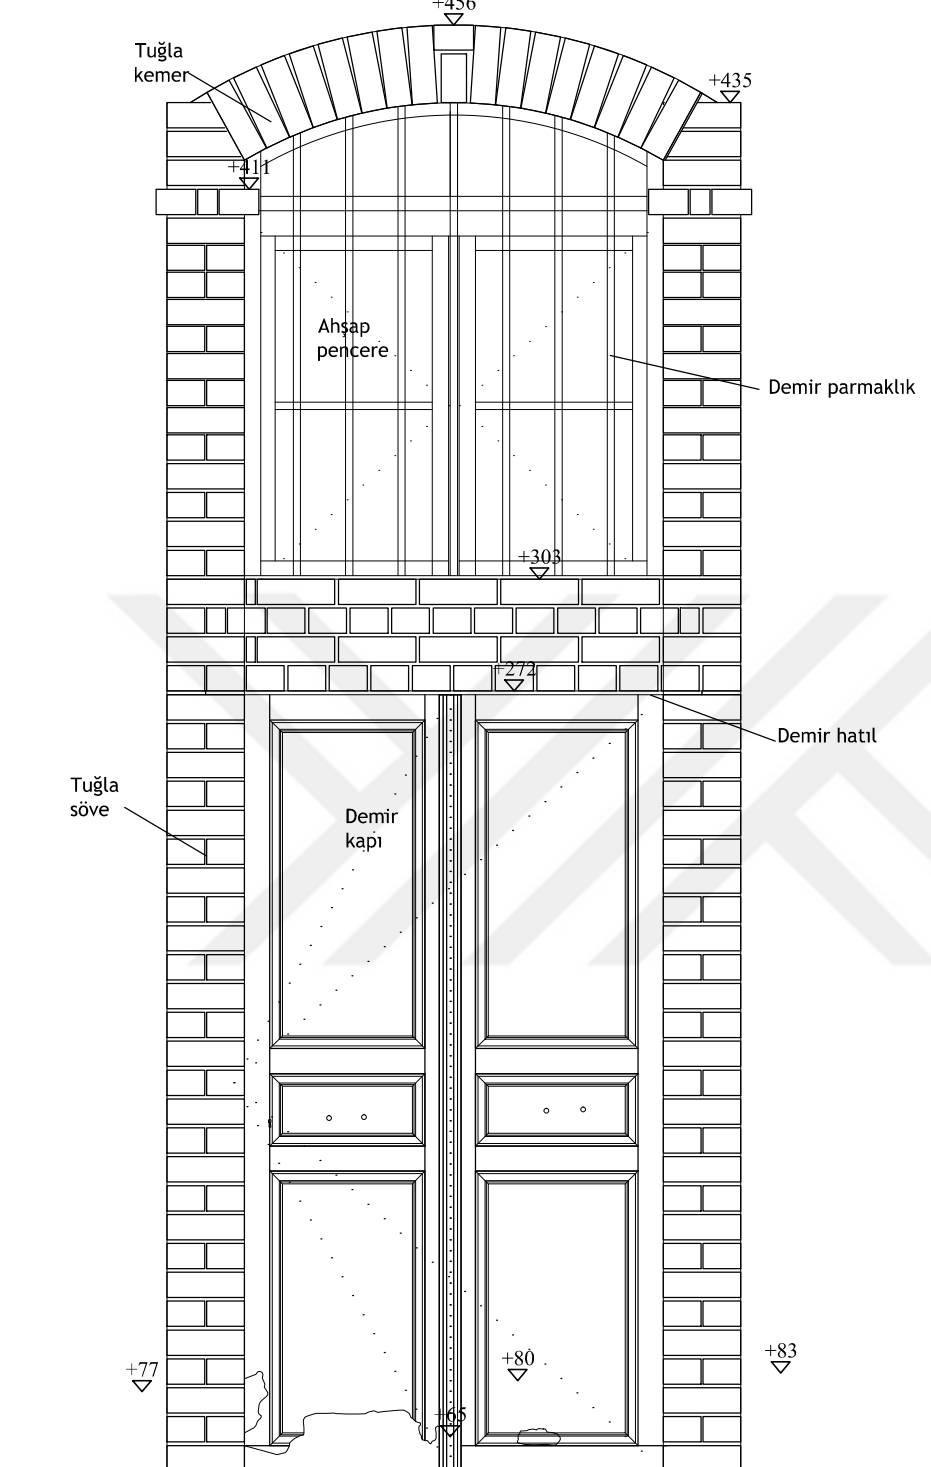 +456
Tuğla
kemer
+435
+411
Ahşap
pencere
Demir parmaklık
+303
+272
Demir hatıl
Tuğla
söve
Demir
kapı
+83
+80
+77
+65